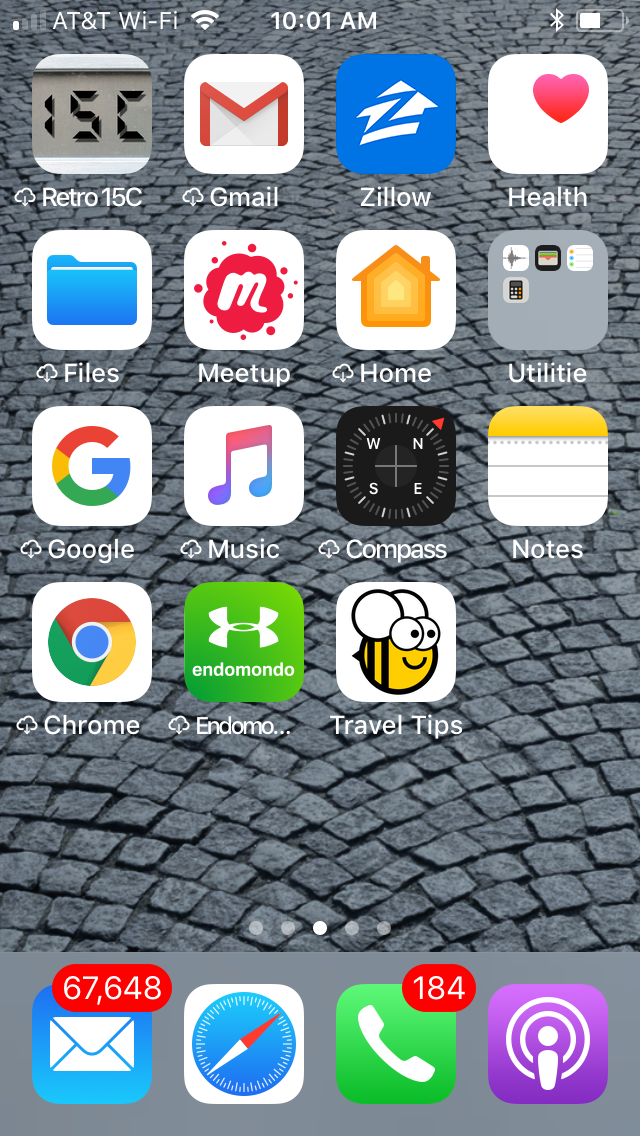 AT&T Wi-Fi 10:01 AM
15C
Retro 15C Gmail Zillow Health
m
Files Meetup Home Utilitie
W N
S E
Google Music Compass Notes
endomondo
Chrome Endomo... Travel Tips
67,648 184